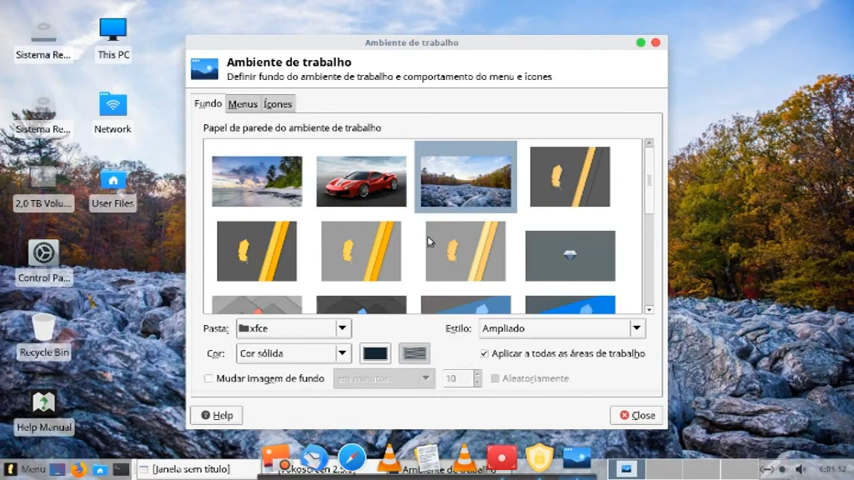 Ambiente de trabalho
Ambiente de trabalho
Definir fundo do ambiente de trabalho e comportamento do menu e ícones
Fundo
Menus
Ícones
Papel de parede do ambiente de trabalho
Pasta:
xfce
Estilo:
Ampliado
Cor:
Cor sólida
Aplicar a todas as áreas de trabalho
Mudar imagem de fundo
em minutos:
10
Aleatoriamente
Help
Close
Sistema Re...
This PC
Sistema Re...
Network
2,0 TB Volu...
User Files
Control Pa...
Recycle Bin
Help Manual
Menu
[Janela sem título]
Ambiente de trabalho
6:05:32